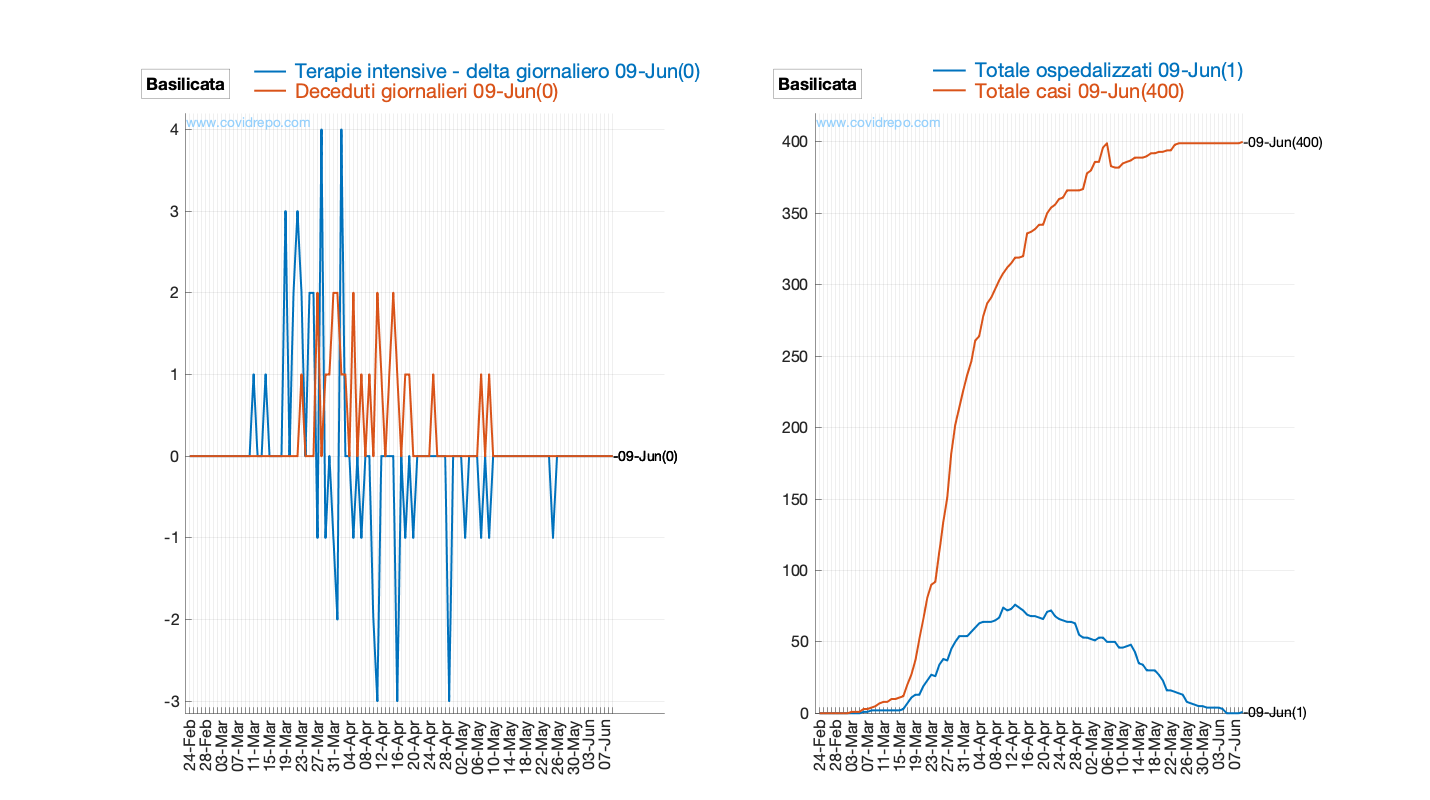 Basilicata
Terapie intensive - delta giornaliero 09-Jun(0)
Deceduti giornalieri 09-Jun(0)
www.covidrepo.com
4
3
2
1
0
-1
-2
-3
-09-Jun(0)
24-Feb
28-Feb
03-Mar
07-Mar
11-Mar
15-Mar
19-Mar
23-Mar
27-Mar
31-Mar
04-Apr
08-Apr
12-Apr
16-Apr
20-Apr
24-Apr
28-Apr
02-May
06-May
10-May
14-May
18-May
22-May
26-May
30-May
03-Jun
07-Jun
Basilicata
Totale ospedalizzati 09-Jun(1)
Totale casi 09-Jun(400)
www.covidrepo.com
400
350
300
250
200
150
100
50
0
-09-Jun(400)
-09-Jun(1)
24-Feb
28-Feb
03-Mar
07-Mar
11-Mar
15-Mar
19-Mar
23-Mar
27-Mar
31-Mar
04-Apr
08-Apr
12-Apr
16-Apr
20-Apr
24-Apr
28-Apr
02-May
06-May
10-May
14-May
18-May
22-May
26-May
30-May
03-Jun
07-Jun